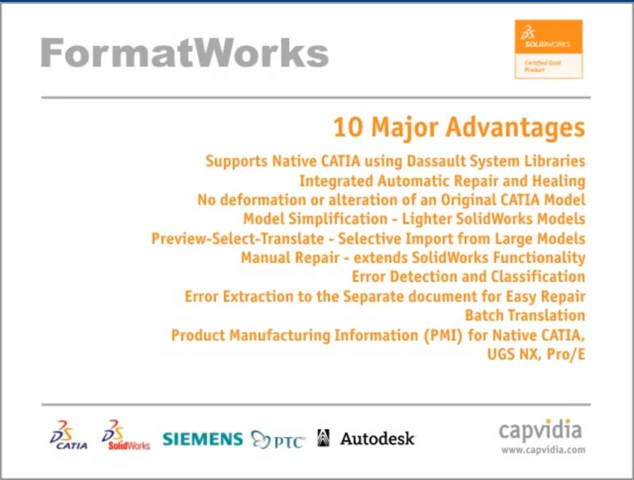 FormatWorks
SOLIDWORKS
Certified Gold
Product
10 Major Advantages
Supports Native CATIA using Dassault System Libraries
Integrated Automatic Repair and Healing
No deformation or alteration of an Original CATIA Model
Model Simplification - Lighter SolidWorks Models
Preview-Select-Translate - Selective Import from Large Models
Manual Repair - extends SolidWorks Functionality
Error Detection and Classification
Error Extraction to the Separate document for Easy Repair
Batch Translation
Product Manufacturing Information (PMI) for Native CATIA,
UGS NX, Pro/E
CATIA SolidWorks SIEMENS PTC Autodesk capvidia
www.capvidia.com